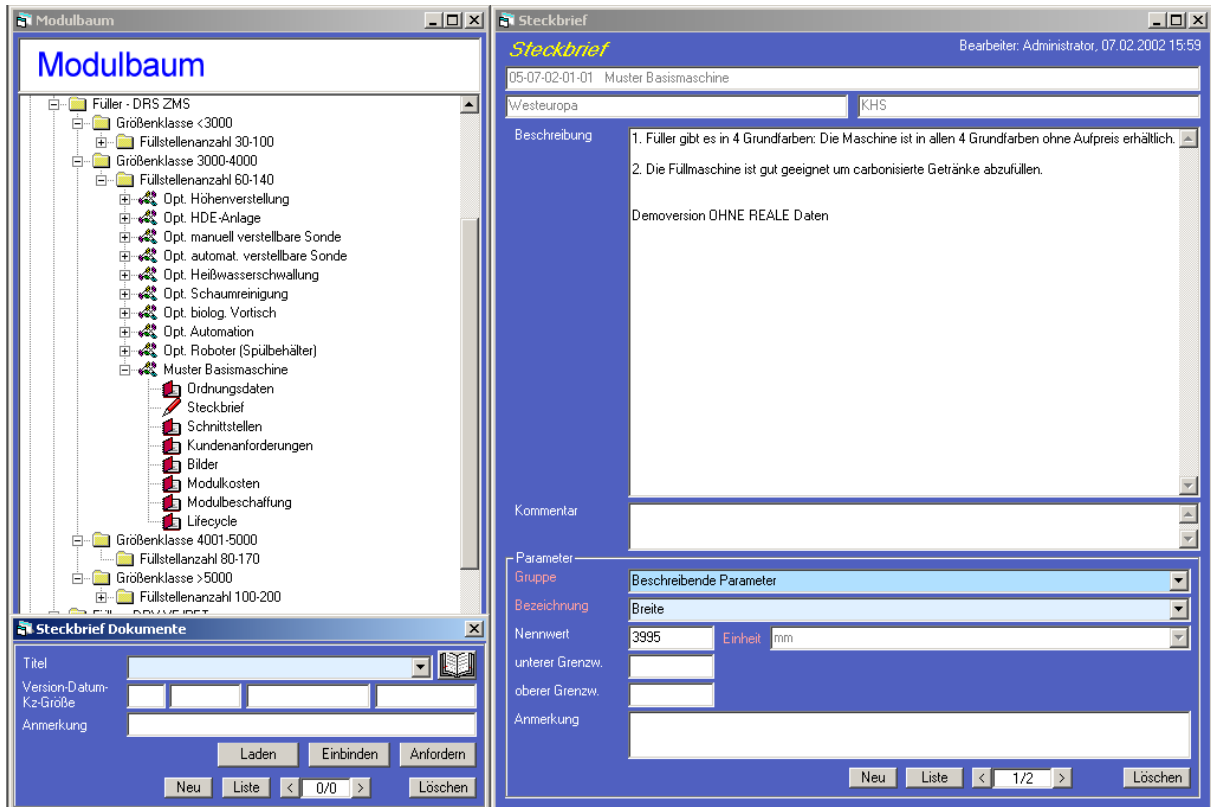 Modulbaum
Modulbaum
Füller - DRS ZMS
Größenklasse <3000
Füllstellenanzahl 30-100
Größenklasse 3000-4000
Füllstellenanzahl 60-140
Opt. Höhenverstellung
Opt. HDE-Anlage
Opt. manuell verstellbare Sonde
Opt. automat. verstellbare Sonde
Opt. Heißwasserschwallung
Opt. Schaumreinigung
Opt. biolog. Vortisch
Opt. Automation
Opt. Roboter (Spülbehälter)
Muster Basismaschine
Ordnungsdaten
Steckbrief
Schnittstellen
Kundenanforderungen
Bilder
Modulkosten
Modulbeschaffung
Lifecycle
Größenklasse 4001-5000
Füllstellanzahl 80-170
Größenklasse >5000
Füllstellenanzahl 100-200
Steckbrief Dokumente
Titel
Version-Datum-
Kz-Größe
Anmerkung
Laden Einbinden Anfordern
Neu Liste < 0/0 > Löschen
Steckbrief
Steckbrief Bearbeiter: Administrator, 07.02.2002 15:59
05-07-02-01-01 Muster Basismaschine
Westeuropa KHS
Beschreibung
1. Füller gibt es in 4 Grundfarben: Die Maschine ist in allen 4 Grundfarben ohne Aufpreis erhältlich.
2. Die Füllmaschine ist gut geeignet um carbonisierte Getränke abzufüllen.
Demoversion OHNE REALE Daten
Kommentar
Parameter
Gruppe Beschreibende Parameter
Bezeichnung Breite
Nennwert 3995 Einheit mm
unterer Grenzw.
oberer Grenzw.
Anmerkung
Neu Liste < 1/2 > Löschen